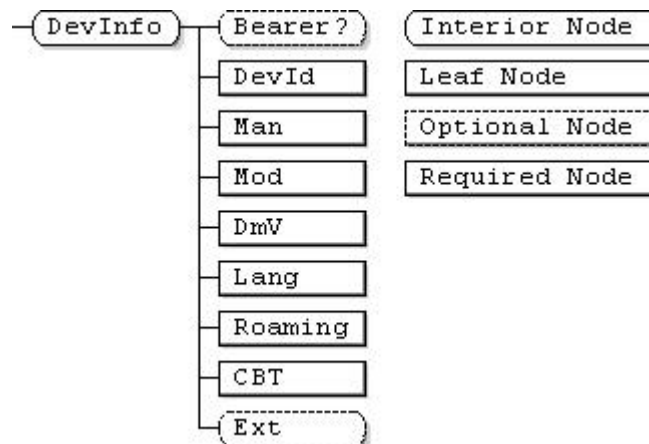 DevInfo
Bearer?
DevId
Man
Mod
DmV
Lang
Roaming
CBT
Ext
Interior Node
Leaf Node
Optional Node
Required Node